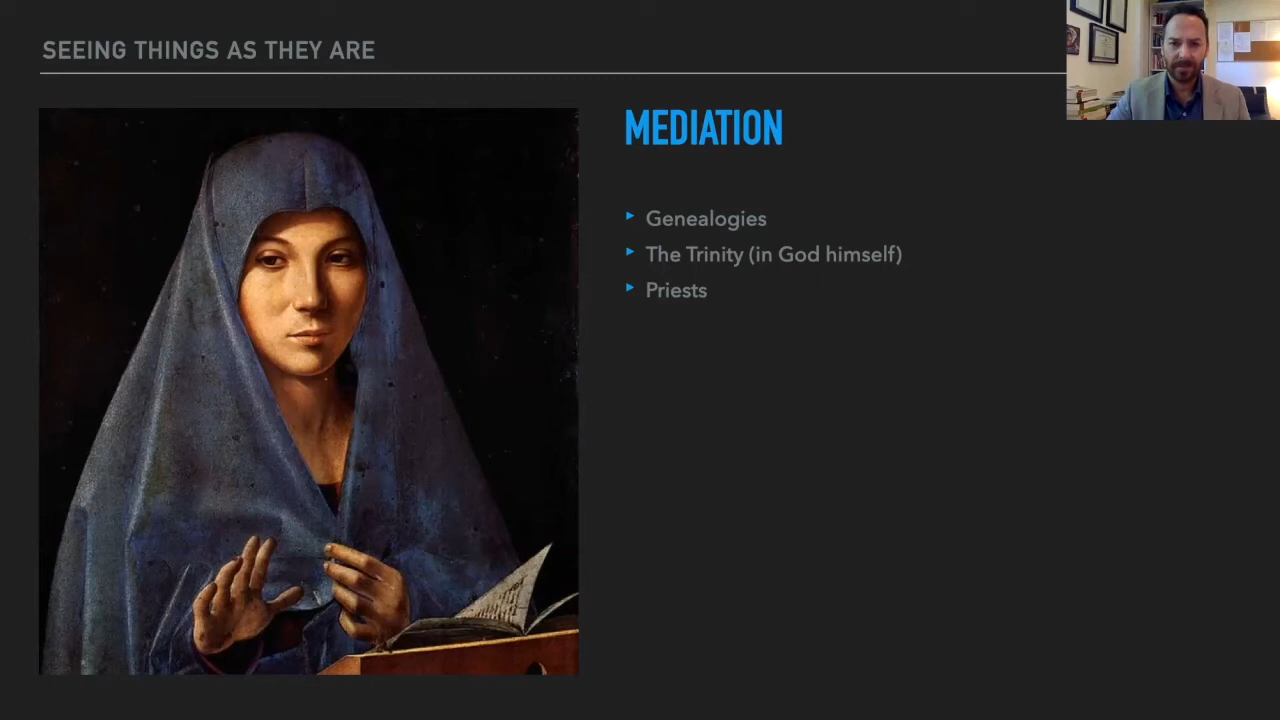 SEEING THINGS AS THEY ARE
MEDIATION
Genealogies
The Trinity (in God himself)
Priests